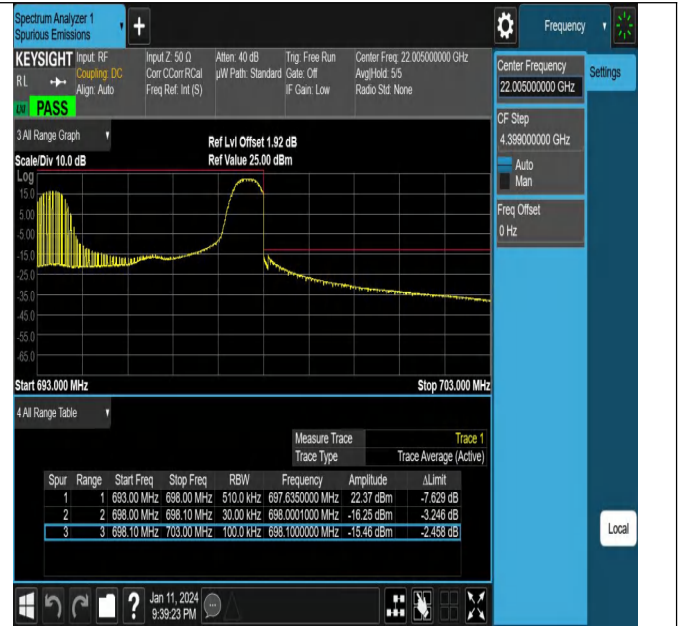 Spectrum Analyzer 1
Spurious Emissions
Frequency
KEYSIGHT
RL
Input: RF
Coupling: DC
Align: Auto
Input Z: 50 Ω
Corr CCorr RCal
Freq Ref: Int (S)
Atten: 40 dB
µW Path: Standard
Trig: Free Run
Gate: Off
IF Gain: Low
Center Freq: 22.005000000 GHz
Avg|Hold: 5/5
Radio Std: None
PASS
Center Frequency
22.005000000 GHz
Settings
CF Step
4.399000000 GHz
Auto
Man
Freq Offset
0 Hz
3 All Range Graph
Scale/Div 10.0 dB
Ref Lvl Offset 1.92 dB
Ref Value 25.00 dBm
Log
15.0
5.00
-5.00
-15.0
-25.0
-35.0
-45.0
-55.0
-65.0
Start 693.000 MHz
Stop 703.000 MHz
4 All Range Table
Measure Trace Trace 1
Trace Type Trace Average (Active)
Spur Range Start Freq Stop Freq RBW Frequency Amplitude ΔLimit
1 1 693.00 MHz 698.00 MHz 510.0 kHz 697.6350000 MHz 22.37 dBm -7.629 dB
2 2 698.00 MHz 698.10 MHz 30.00 kHz 698.0001000 MHz -16.25 dBm -3.246 dB
3 3 698.10 MHz 703.00 MHz 100.0 kHz 698.1000000 MHz -15.46 dBm -2.458 dB
Local
?
Jan 11, 2024
9:39:23 PM